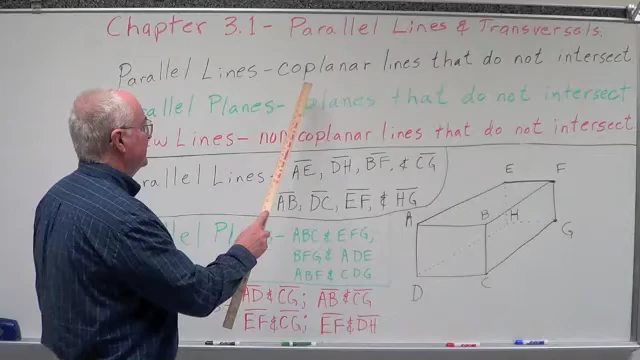 Chapter 3.1 - Parallel Lines & Transversals
Parallel Lines - coplanar lines that do not intersect
Planes - planes that do not intersect
Lines - noncoplanar lines that do not intersect
Lines - AE, DH, BF, & CG
AB, DC, EF, & HG
ABC & EFG,
BFG & ADE
ABF & CDG
AD & CG; AB & CG
EF & CG; EF & DH
E F
A B H G
D C